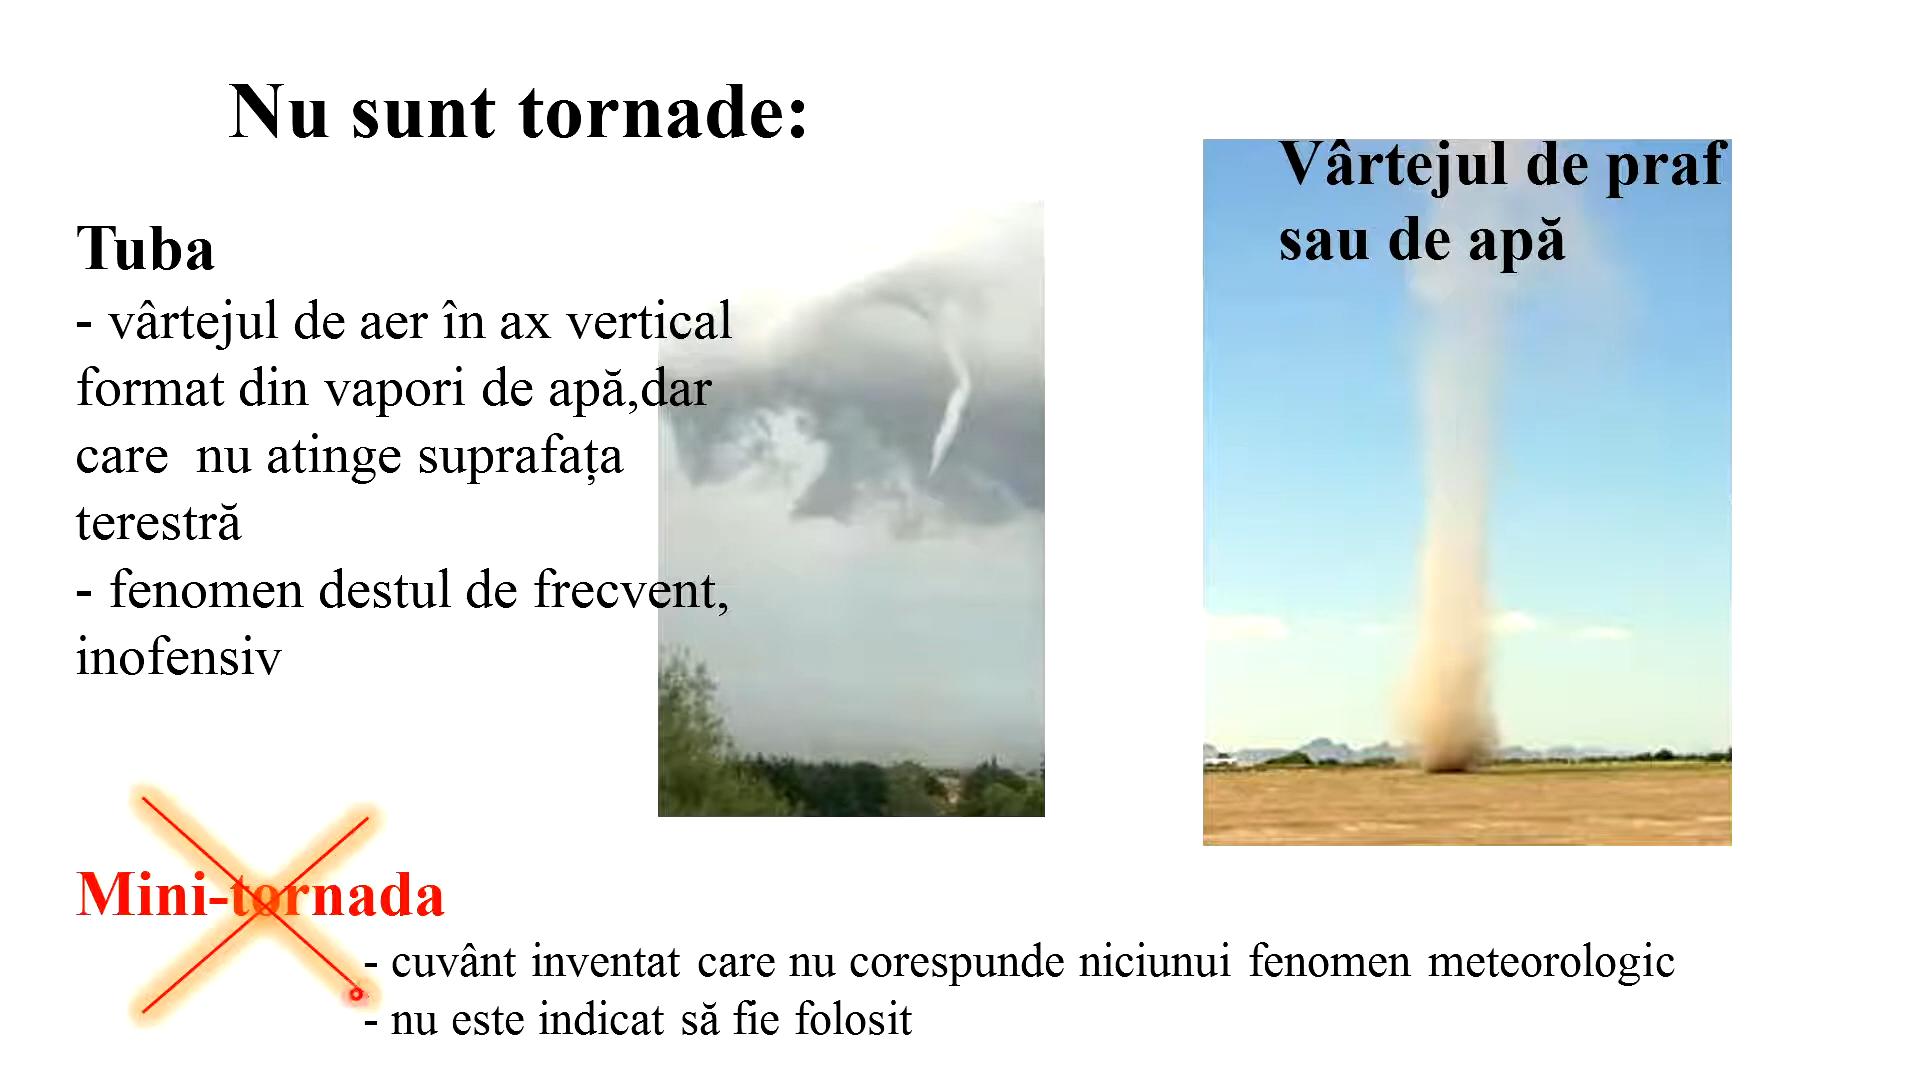 Nu sunt tornade:
Vârtejul de praf
sau de apă
Tuba
- vârtejul de aer în ax vertical
format din vapori de apă,dar
care nu atinge suprafața
terestră
- fenomen destul de frecvent,
inofensiv
Mini-tornada
- cuvânt inventat care nu corespunde niciunui fenomen meteorologic
- nu este indicat să fie folosit